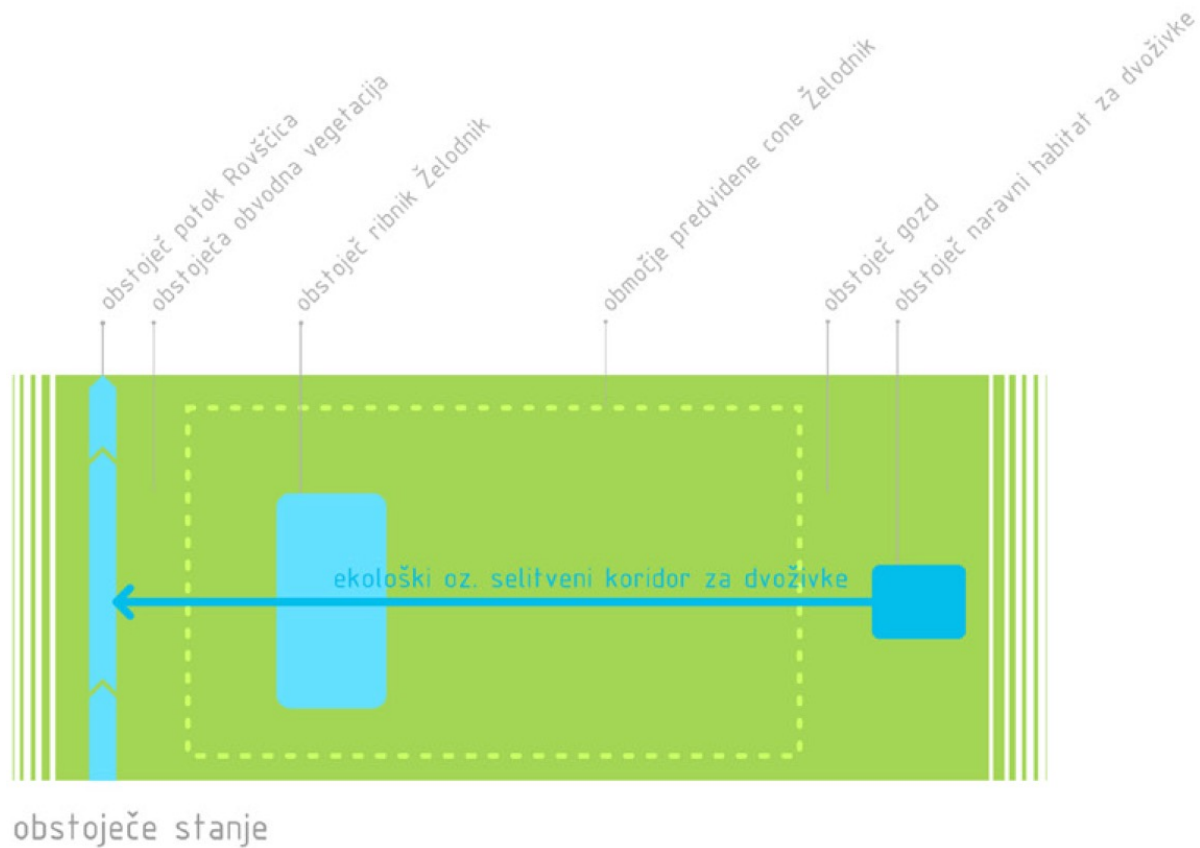 obstoječ potok Rovščica
obstoječa obvodna vegetacija
obstoječ ribnik Želodnik
območje predvidene cone Želodnik
obstoječ gozd
obstoječ naravni habitat za dvoživke
ekološki oz. selitveni koridor za dvoživke
obstoječe stanje